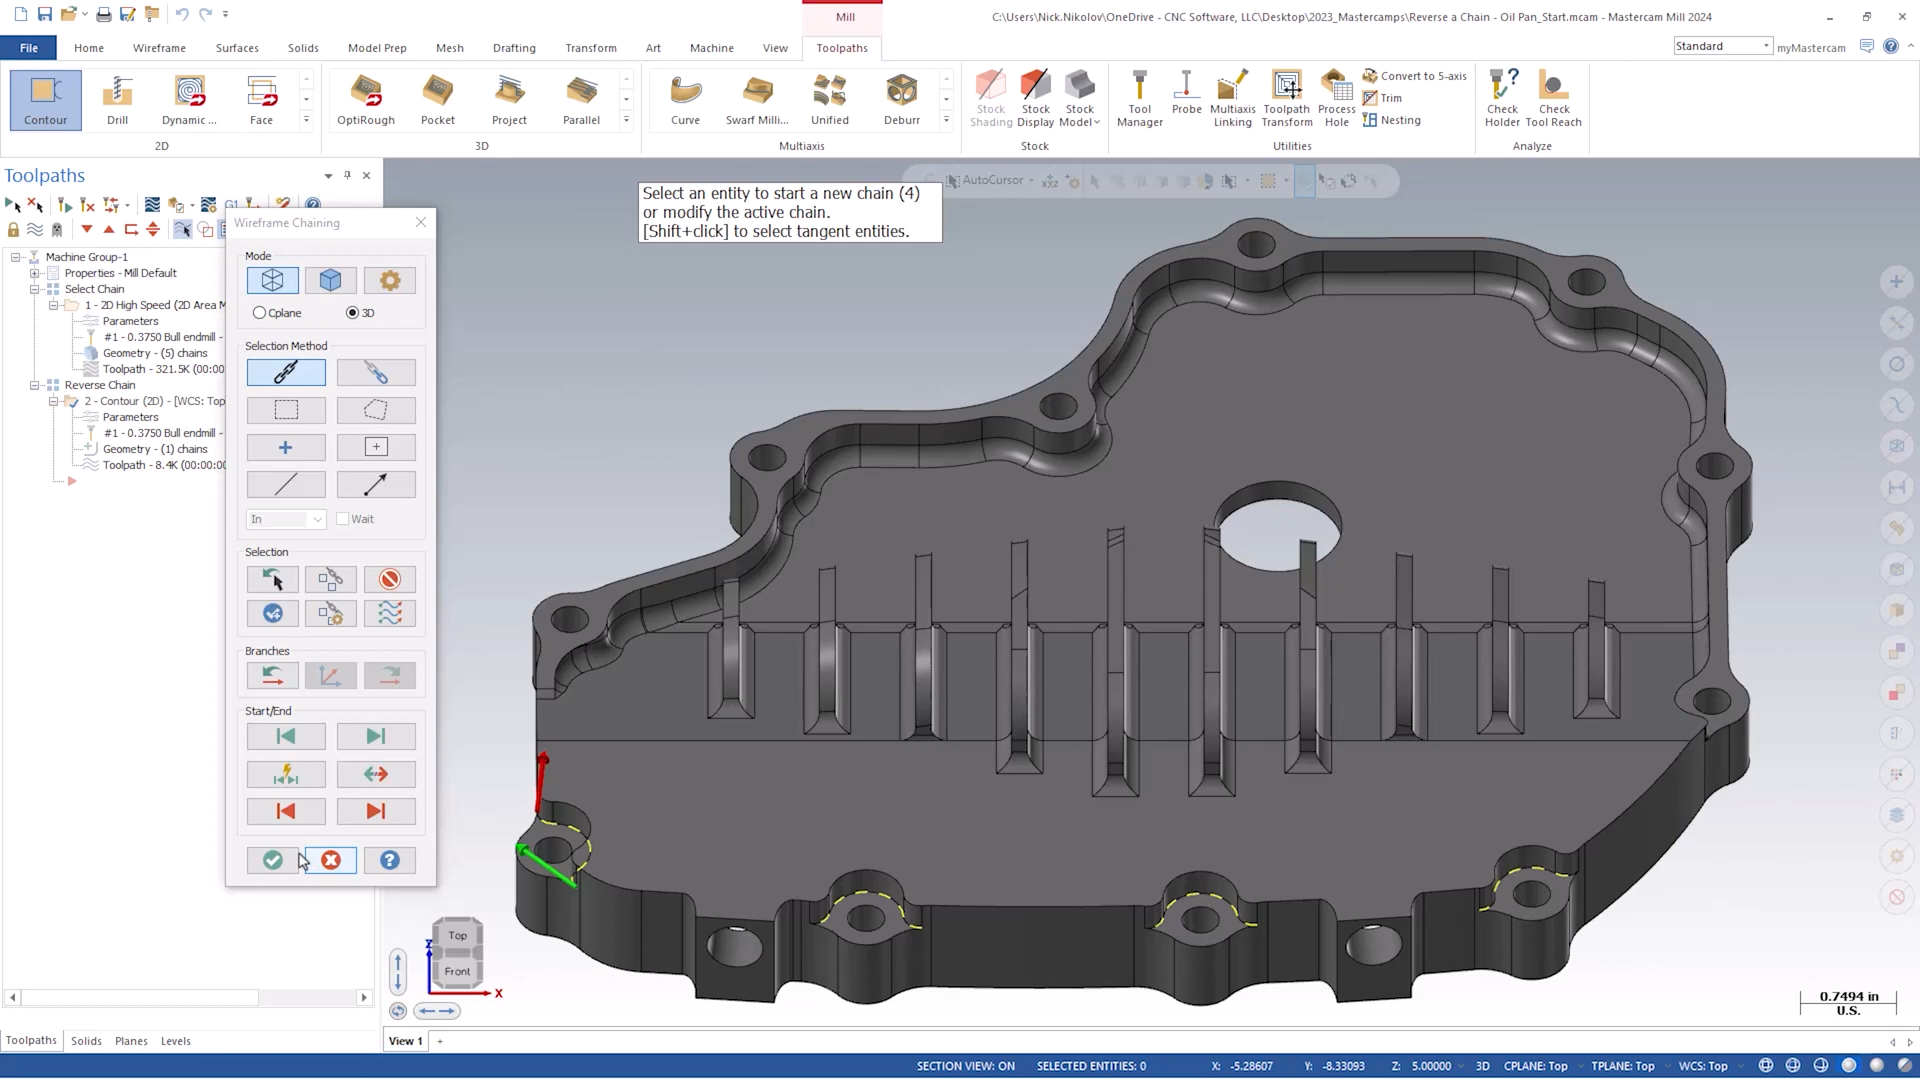 Mill
C:\Users\Nick.Nikolov\OneDrive - CNC Software, LLC\Desktop\2023_Mastercamps\Reverse a Chain - Oil Pan_Start.mcam - Mastercam Mill 2024
File Home Wireframe Surfaces Solids Model Prep Mesh Drafting Transform Art Machine View Toolpaths
Standard myMastercam
Contour Drill Dynamic ... Face OptiRough Pocket Project Parallel Curve Swarf Milli... Unified Deburr
Stock Shading Stock Display Stock Model Tool Manager Probe Multiaxis Linking Toolpath Transform Process Hole
Convert to 5-axis
Trim
Nesting
Check Holder Check Tool Reach
2D 3D Multiaxis Stock Utilities Analyze
Toolpaths
AutoCursor
G1
Select an entity to start a new chain (4)
or modify the active chain.
[Shift+click] to select tangent entities.
Machine Group-1
Properties - Mill Default
Select Chain
1 - 2D High Speed (2D Area M
Parameters
#1 - 0.3750 Bull endmill -
Geometry - (5) chains
Toolpath - 321.5K (00:00
Reverse Chain
2 - Contour (2D) - [WCS: Top
Parameters
#1 - 0.3750 Bull endmill -
Geometry - (1) chains
Toolpath - 8.4K (00:00:00
Wireframe Chaining
Mode
Cplane 3D
Selection Method
In Wait
Selection
Branches
Start/End
Top
Front
Z
X
0.7494 in
U.S.
Toolpaths Solids Planes Levels
View 1 +
SECTION VIEW: ON SELECTED ENTITIES: 0 X: -5.28607 Y: -8.33093 Z: 5.00000 3D CPLANE: Top TPLANE: Top WCS: Top